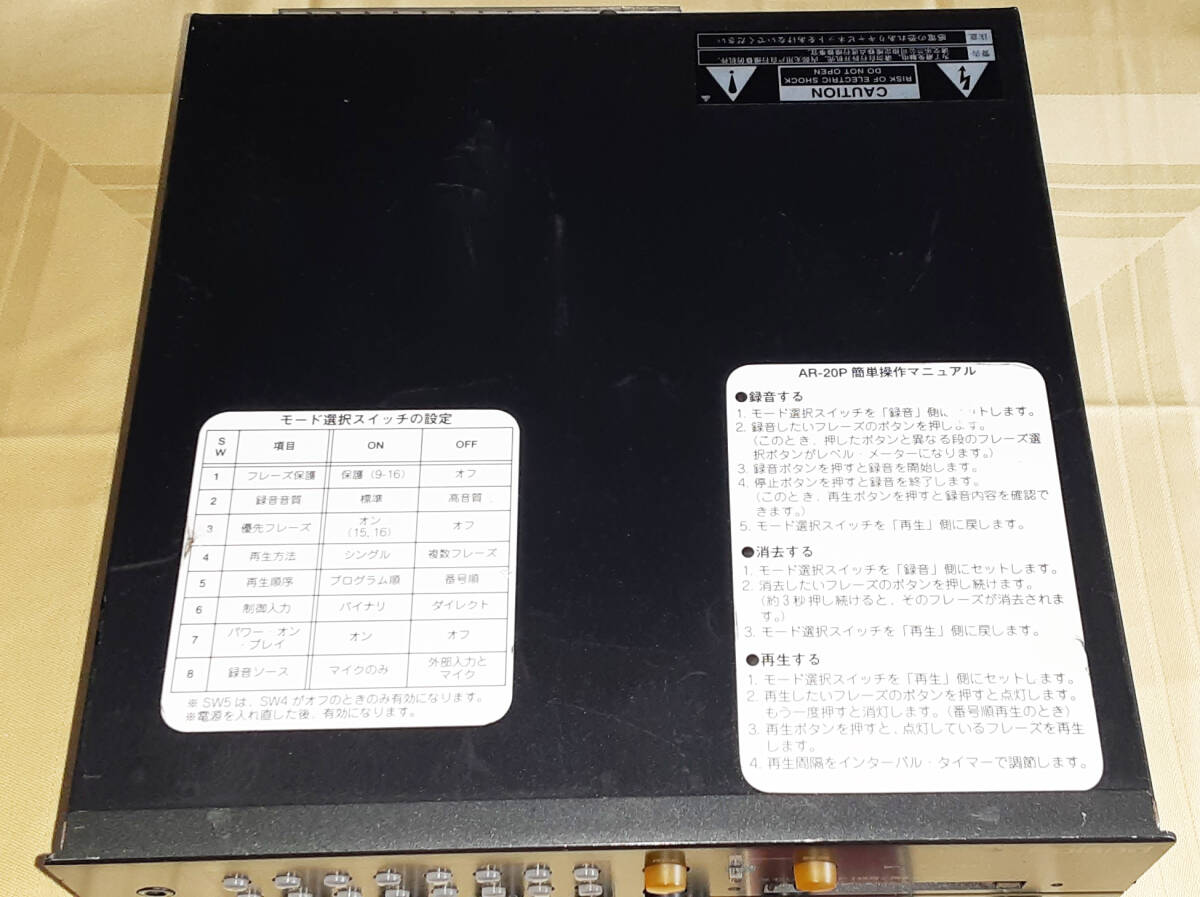 注意
感電の恐れありキャビネットをあけないでください
警告
CAUTION
RISK OF ELECTRIC SHOCK
DO NOT OPEN
モード選択スイッチの設定
SW 項目 ON OFF
1 フレーズ保護 保護 (9-16) オフ
2 録音音質 標準 高音質
3 優先フレーズ オン (15, 16) オフ
4 再生方法 シングル 複数フレーズ
5 再生順序 プログラム順 番号順
6 制御入力 バイナリ ダイレクト
7 パワー・オン・プレイ オン オフ
8 録音ソース マイクのみ 外部入力とマイク
※ SW5 は、SW4 がオフのときのみ有効になります。
※電源を入れ直した後、有効になります。
AR-20P 簡単操作マニュアル
●録音する
1. モード選択スイッチを「録音」側に トします。
2. 録音したいフレーズのボタンを押します。
(このとき、押したボタンと異なる段のフレーズ選
択ボタンがレベル・メーターになります。)
3. 録音ボタンを押すと録音を開始します。
4. 停止ボタンを押すと録音を終了します。
(このとき、再生ボタンを押すと録音内容を確認で
きます。)
5. モード選択スイッチを「再生」側に戻します。
●消去する
1. モード選択スイッチを「録音」側にセットします。
2. 消去したいフレーズのボタンを押し続けます。
(約3秒押し続けると、そのフレーズが消去されま
す。)
3. モード選択スイッチを「再生」側に戻します。
●再生する
1. モード選択スイッチを「再生」側にセットします。
2. 再生したいフレーズのボタンを押すと点灯します。
もう一度押すと消灯します。(番号順再生のとき)
3. 再生ボタンを押すと、点灯しているフレーズを再生
します。
4. 再生間隔をインターバル・タイマーで調節します。